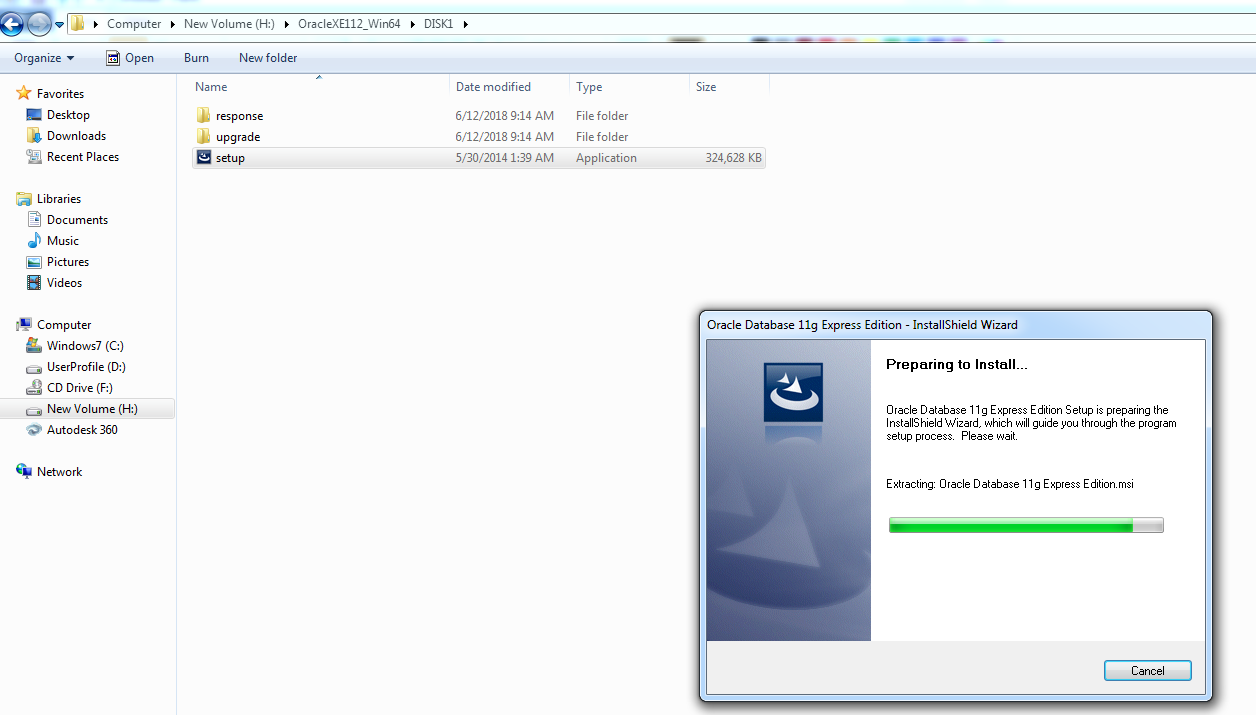 Computer New Volume (H:) OracleXE112_Win64 DISK1
Organize Open Burn New folder
Name Date modified Type Size
Favorites
Desktop
Downloads
Recent Places
Libraries
Documents
Music
Pictures
Videos
Computer
Windows7 (C:)
UserProfile (D:)
CD Drive (F:)
New Volume (H:)
Autodesk 360
Network
response 6/12/2018 9:14 AM File folder
upgrade 6/12/2018 9:14 AM File folder
setup 5/30/2014 1:39 AM Application 324,628 KB
Oracle Database 11g Express Edition - InstallShield Wizard
Preparing to Install...
Oracle Database 11g Express Edition Setup is preparing the
InstallShield Wizard, which will guide you through the program
setup process. Please wait.
Extracting: Oracle Database 11g Express Edition.msi
Cancel